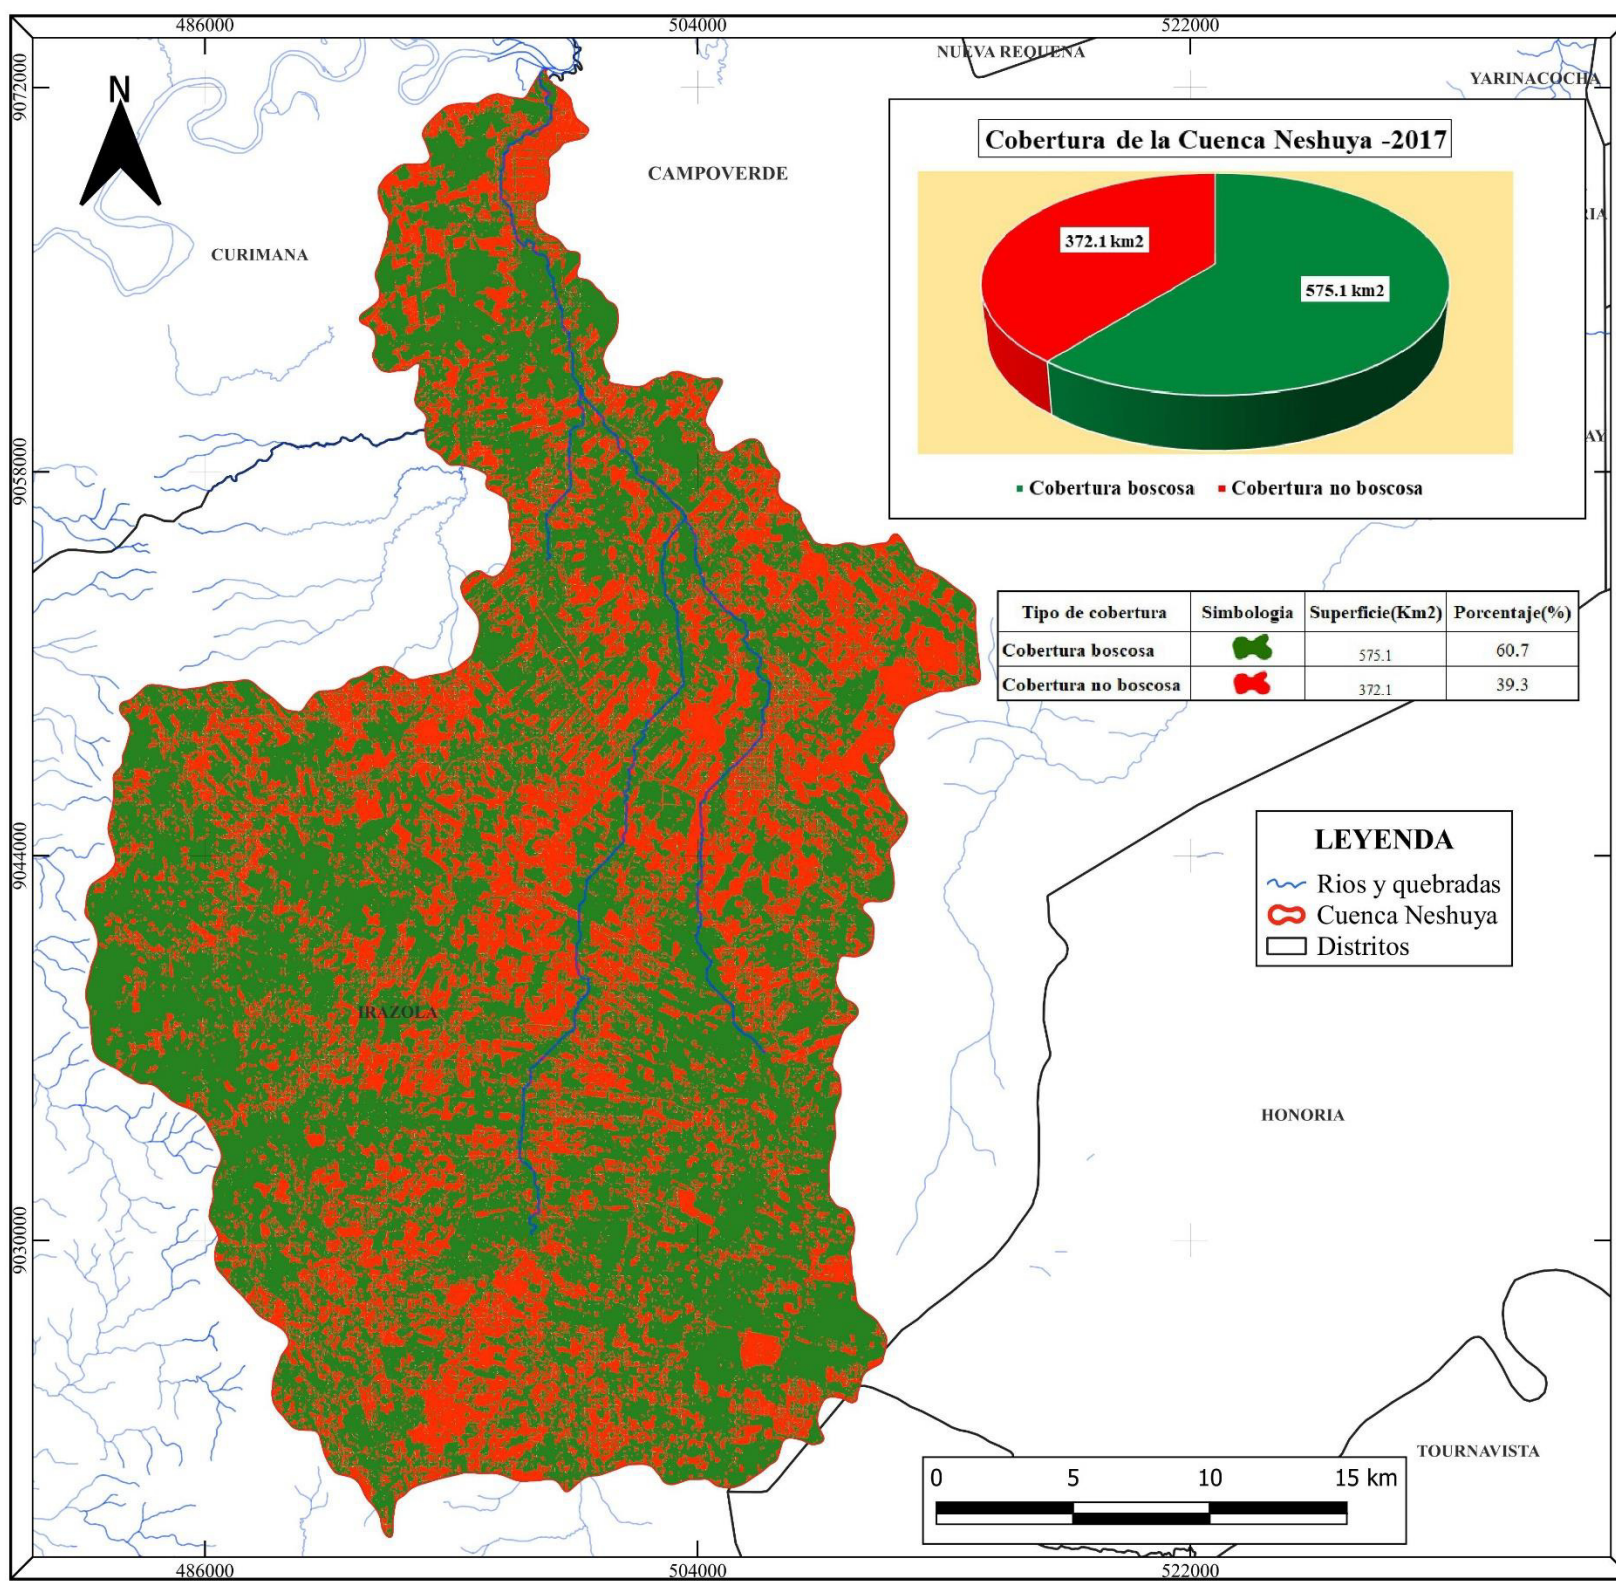 486000
504000
522000
9072000
9058000
9044000
9030000
N
NUEVA REQUENA
YARINACOCHA
CAMPOVERDE
CURIMANA
RIA
AY
IRAZOLA
HONORIA
TOURNAVISTA
Cobertura de la Cuenca Neshuya -2017
372.1 km2
575.1 km2
Cobertura boscosa Cobertura no boscosa
Tipo de cobertura Simbologia Superficie(Km2) Porcentaje(%)
Cobertura boscosa 575.1 60.7
Cobertura no boscosa 372.1 39.3
LEYENDA
Rios y quebradas
Cuenca Neshuya
Distritos
0 5 10 15 km
486000
504000
522000